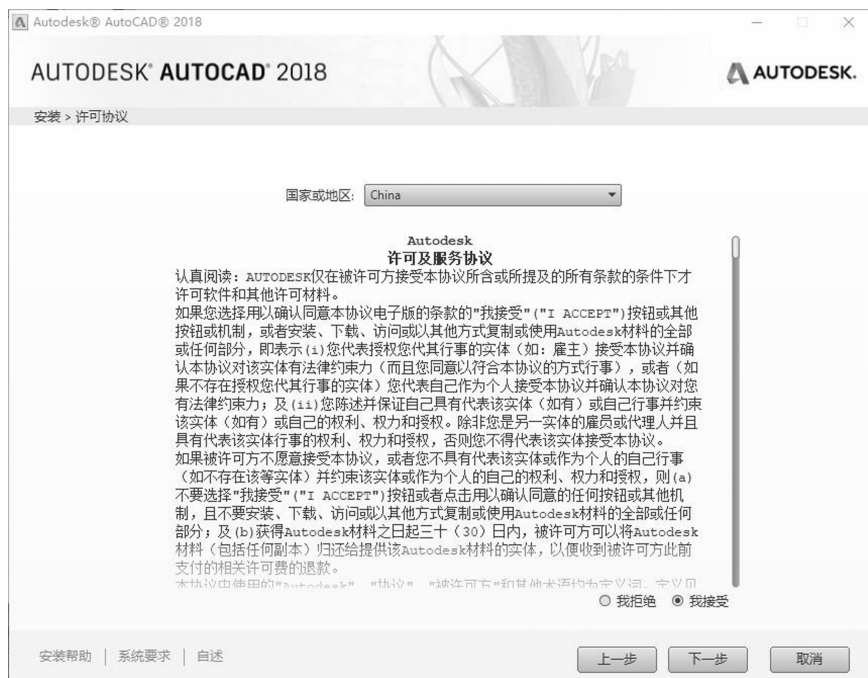 Autodesk® AutoCAD® 2018
AUTODESK® AUTOCAD® 2018
AUTODESK.
安装 > 许可协议
国家或地区:
China
Autodesk
许可及服务协议
认真阅读：AUTODESK仅在被许可方接受本协议所含或所提及的所有条款的条件下才
许可软件和其他许可材料。
如果您选择用以确认同意本协议电子版的条款的"我接受"("I ACCEPT")按钮或其他
按钮或机制，或者安装、下载、访问或以其他方式复制或使用Autodesk材料的全部
或任何部分，即表示(i)您代表授权您代其行事的实体（如：雇主）接受本协议并确
认本协议对该实体有法律约束力（而且您同意以符合本协议的方式行事），或者（如
果不存在授权您代其行事的实体）您代表自己作为个人接受本协议并确认本协议对您
有法律约束力；及(ii)您陈述并保证自己具有代表该实体（如有）或自己行事并约束
该实体（如有）或自己的权利、权力和授权。除非您是另一实体的雇员或代理人并且
具有代表该实体行事的权利、权力和授权，否则您不得代表该实体接受本协议。
如果被许可方不愿意接受本协议，或者您不具有代表该实体或作为个人的自己行事
（如不存在该等实体）并约束该实体或作为个人的自己的权利、权力和授权，则(a)
不要选择"我接受"("I ACCEPT")按钮或者点击用以确认同意的任何按钮或其他机
制，且不要安装、下载、访问或以其他方式复制或使用Autodesk材料的全部或任何
部分；及(b)获得Autodesk材料之日起三十（30）日内，被许可方可以将Autodesk
材料（包括任何副本）归还给提供该Autodesk材料的实体，以便收到被许可方此前
支付的相关许可费的退款。
本协议中使用的"Autodesk"、"协议"、"被许可方"和其他术语均为定义词。定义见
我拒绝
我接受
安装帮助
系统要求
自述
上一步
下一步
取消